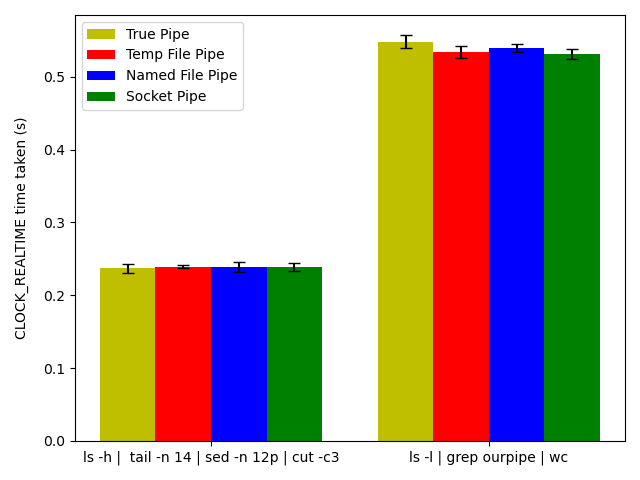 True Pipe
Temp File Pipe
Named File Pipe
Socket Pipe
CLOCK_REALTIME time taken (s)
0.5
0.4
0.3
0.2
0.1
0.0
ls -h |  tail -n 14 | sed -n 12p | cut -c3
ls -l | grep ourpipe | wc